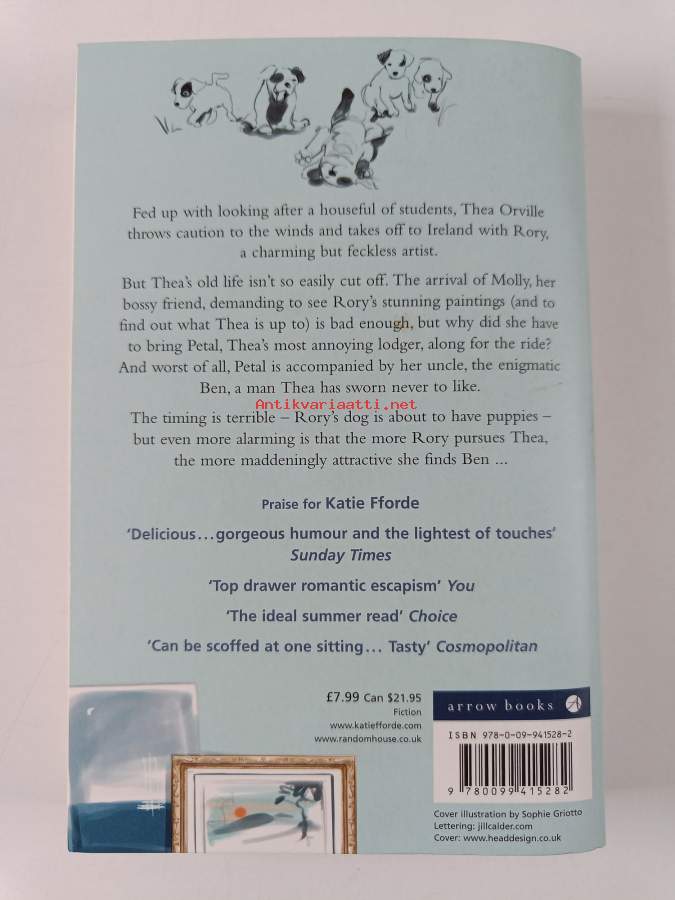 Fed up with looking after a houseful of students, Thea Orville
throws caution to the winds and takes off to Ireland with Rory,
a charming but feckless artist.
But Thea's old life isn't so easily cut off. The arrival of Molly, her
bossy friend, demanding to see Rory's stunning paintings (and to
find out what Thea is up to) is bad enough, but why did she have
to bring Petal, Thea's most annoying lodger, along for the ride?
And worst of all, Petal is accompanied by her uncle, the enigmatic
Ben, a man Thea has sworn never to like.
Antikvariaatti.net
The timing is terrible – Rory's dog is about to have puppies –
but even more alarming is that the more Rory pursues Thea,
the more maddeningly attractive she finds Ben ...
Praise for Katie Fforde
'Delicious...gorgeous humour and the lightest of touches'
Sunday Times
'Top drawer romantic escapism' You
'The ideal summer read' Choice
'Can be scoffed at one sitting... Tasty' Cosmopolitan
£7.99 Can $21.95
Fiction
www.katiefforde.com
www.randomhouse.co.uk
arrow books
ISBN 978-0-09-941528-2
9 780099 415282
Cover illustration by Sophie Griotto
Lettering: jillcalder.com
Cover: www.headdesign.co.uk